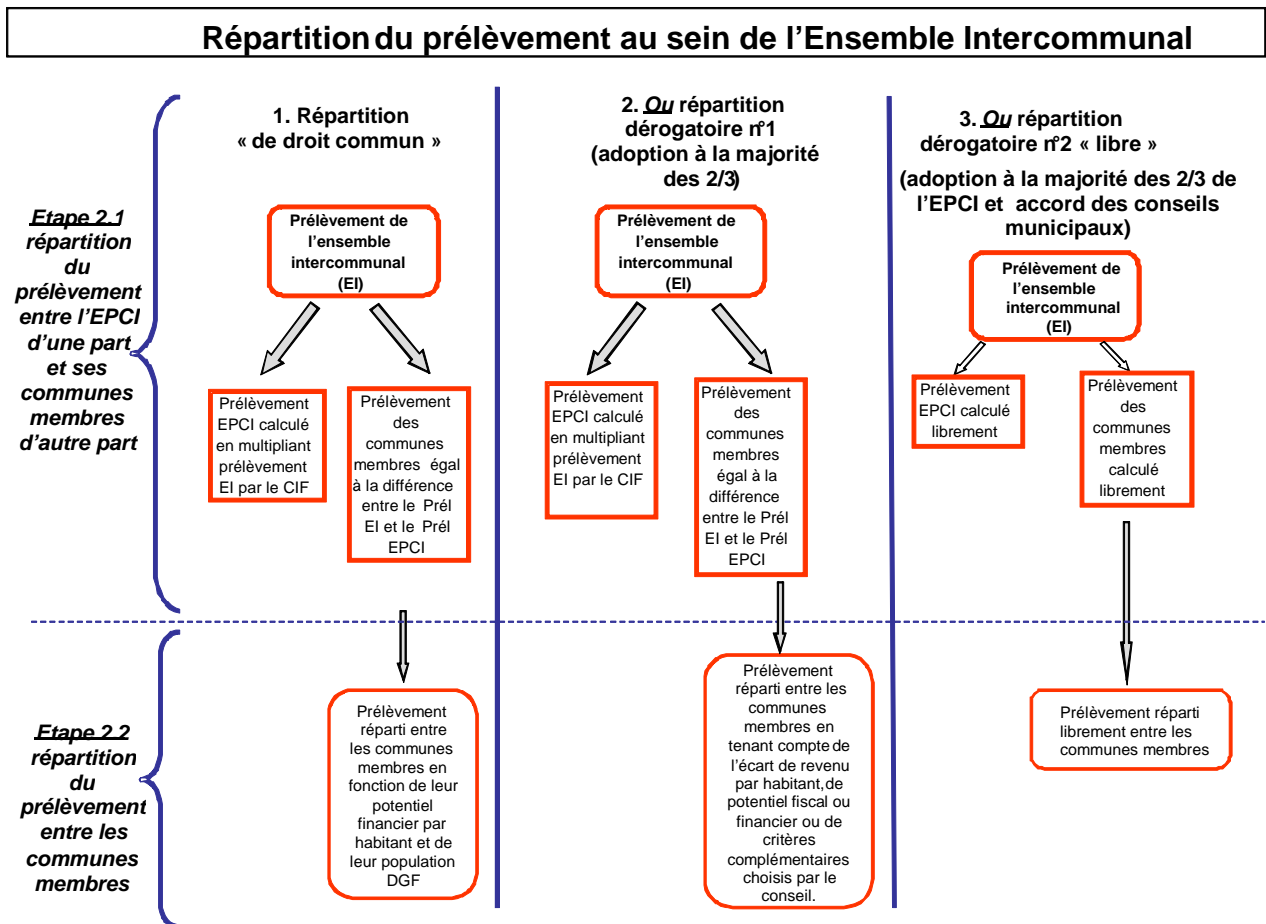 Répartition du prélèvement au sein de l'Ensemble Intercommunal
1. Répartition
« de droit commun »
2. Ou répartition
dérogatoire n°1
(adoption à la majorité
des 2/3)
3. Ou répartition
dérogatoire n°2 « libre »
(adoption à la majorité des 2/3 de
l'EPCI et accord des conseils
municipaux)
Etape 2.1
répartition
du
prélèvement
entre l'EPCI
d'une part
et ses
communes
membres
d'autre part
Prélèvement de
l'ensemble
intercommunal
(EI)
Prélèvement
EPCI calculé
en multipliant
prélèvement
EI par le CIF
Prélèvement
des
communes
membres égal
à la différence
entre le Prél
EI et le Prél
EPCI
Prélèvement de
l'ensemble
intercommunal
(EI)
Prélèvement
EPCI calculé
en multipliant
prélèvement
EI par le CIF
Prélèvement
des
communes
membres
égal à la
différence
entre le Prél
EI et le Prél
EPCI
Prélèvement de
l'ensemble
intercommunal
(EI)
Prélèvement
EPCI calculé
librement
Prélèvement
des
communes
membres
calculé
librement
Etape 2.2
répartition
du
prélèvement
entre les
communes
membres
Prélèvement
réparti entre
les communes
membres en
fonction de leur
potentiel
financier par
habitant et de
leur population
DGF
Prélèvement
réparti entre les
communes
membres en
tenant compte de
l'écart de revenu
par habitant, de
potentiel fiscal ou
financier ou de
critères
complémentaires
choisis par le
conseil.
Prélèvement réparti
librement entre les
communes membres